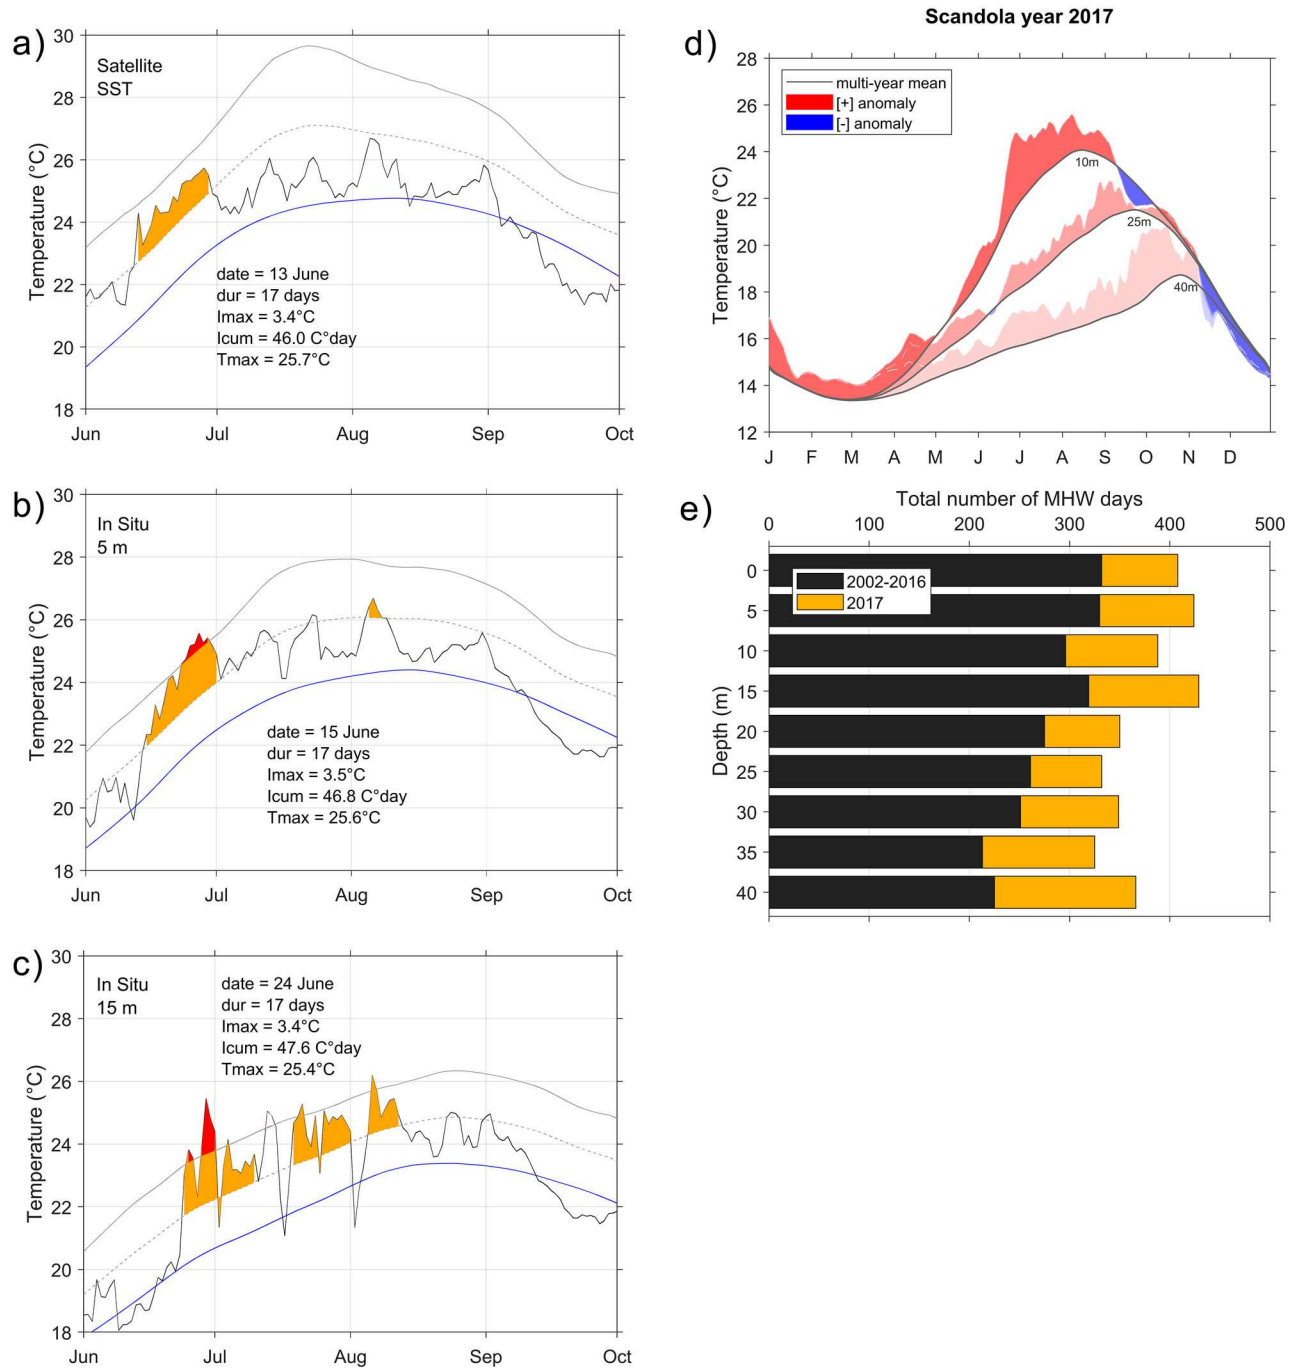 a)
Satellite
SST
Temperature (°C)
30
28
26
24
22
20
18
date = 13 June
dur = 17 days
Imax = 3.4°C
Icum = 46.0 C°day
Tmax = 25.7°C
Jun
Jul
Aug
Sep
Oct
b)
In Situ
5 m
Temperature (°C)
30
28
26
24
22
20
18
date = 15 June
dur = 17 days
Imax = 3.5°C
Icum = 46.8 C°day
Tmax = 25.6°C
Jun
Jul
Aug
Sep
Oct
c)
In Situ
15 m
Temperature (°C)
30
28
26
24
22
20
18
date = 24 June
dur = 17 days
Imax = 3.4°C
Icum = 47.6 C°day
Tmax = 25.4°C
Jun
Jul
Aug
Sep
Oct
Scandola year 2017
d)
Temperature (°C)
28
26
24
22
20
18
16
14
12
multi-year mean
[+] anomaly
[-] anomaly
10m
25m
40m
J
F
M
A
M
J
J
A
S
O
N
D
e)
Total number of MHW days
0
100
200
300
400
500
Depth (m)
0
5
10
15
20
25
30
35
40
2002-2016
2017